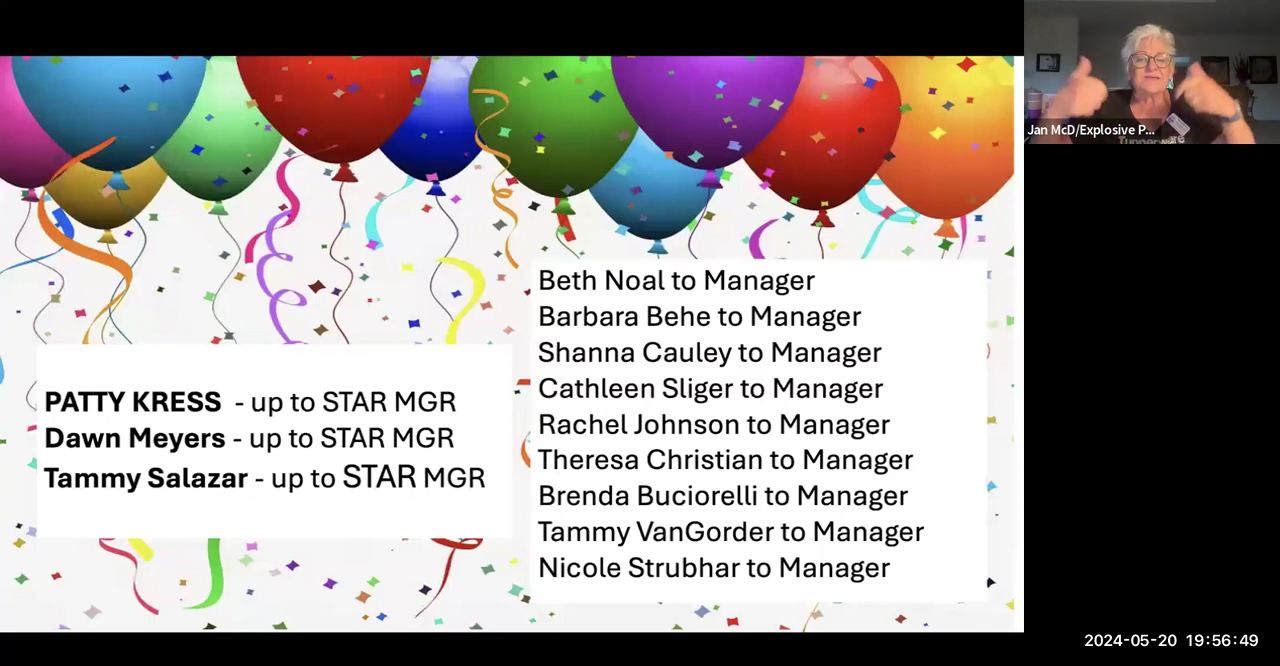 PATTY KRESS - up to STAR MGR
Dawn Meyers - up to STAR MGR
Tammy Salazar - up to STAR MGR
Beth Noal to Manager
Barbara Behe to Manager
Shanna Cauley to Manager
Cathleen Sliger to Manager
Rachel Johnson to Manager
Theresa Christian to Manager
Brenda Buciorelli to Manager
Tammy VanGorder to Manager
Nicole Strubhar to Manager
Jan McD/Explosive P...
Tupperware
2024-05-20 19:56:49